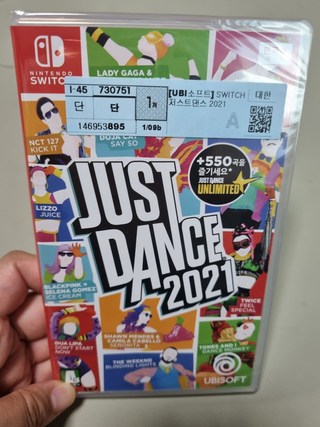 NINTENDO
SWITCH
LADY GAGA &
I-45 730751
단 단 1개
146953895 1/09b
[UBI소프트] SWITCH
저스트댄스 2021
대한
A
NCT 127
KICK IT
DOJA CAT
SAY SO
+550곡을
즐기세요*
JUST DANCE
UNLIMITED
LIZZO
JUICE
JUST
DANCE
2021
BLACKPINK +
SELENA GOMEZ
ICE CREAM
TWICE
FEEL
SPECIAL
SHAWN MENDES &
CAMILA CABELLO
SEÑORITA
DUA LIPA
DON'T START
NOW
THE WEEKND
BLINDING LIGHTS
TONES AND I
DANCE MONKEY
UBISOFT